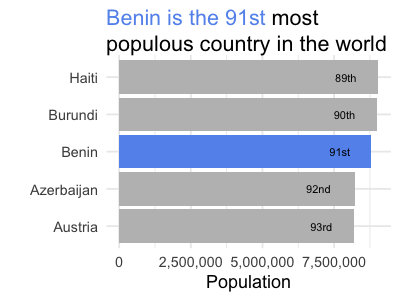 Benin is the 91st most
populous country in the world
Haiti 89th
Burundi 90th
Benin 91st
Azerbaijan 92nd
Austria 93rd
0 2,500,000 5,000,000 7,500,000
Population